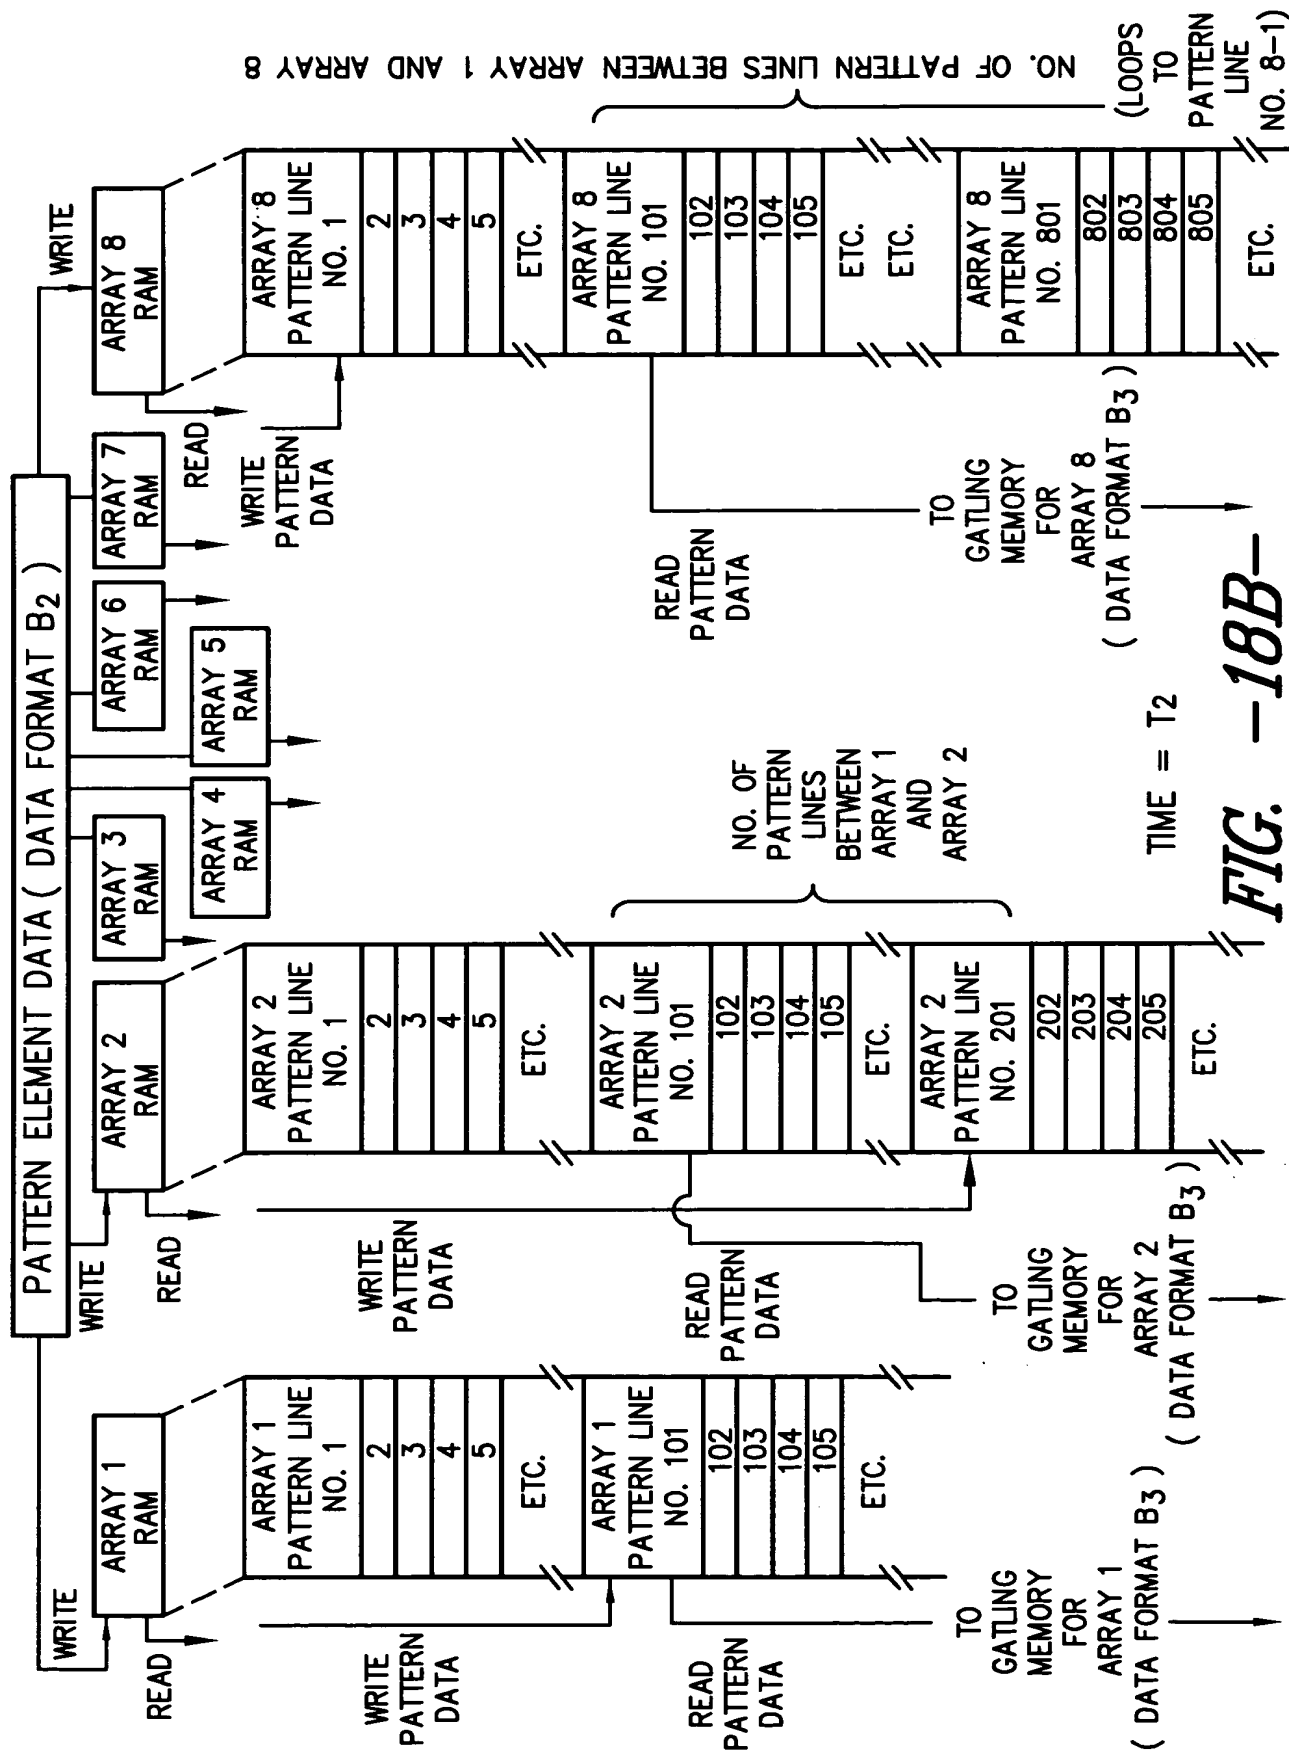 PATTERN ELEMENT DATA ( DATA FORMAT B2 )
WRITE
WRITE
WRITE
ARRAY 1
RAM
ARRAY 2
RAM
ARRAY 3
RAM
ARRAY 4
RAM
ARRAY 5
RAM
ARRAY 6
RAM
ARRAY 7
RAM
ARRAY 8
RAM
READ
READ
READ
ARRAY 1
PATTERN LINE
NO. 1
2
3
4
5
ETC.
ARRAY 1
PATTERN LINE
NO. 101
102
103
104
105
ETC.
WRITE
PATTERN
DATA
READ
PATTERN
DATA
TO
GATLING
MEMORY
FOR
ARRAY 1
( DATA FORMAT B3 )
ARRAY 2
PATTERN LINE
NO. 1
2
3
4
5
ETC.
ARRAY 2
PATTERN LINE
NO. 101
102
103
104
105
ETC.
ARRAY 2
PATTERN LINE
NO. 201
202
203
204
205
ETC.
WRITE
PATTERN
DATA
READ
PATTERN
DATA
TO
GATLING
MEMORY
FOR
ARRAY 2
( DATA FORMAT B3 )
NO. OF
PATTERN
LINES
BETWEEN
ARRAY 1
AND
ARRAY 2
ARRAY 8
PATTERN LINE
NO. 1
2
3
4
5
ETC.
ARRAY 8
PATTERN LINE
NO. 101
102
103
104
105
ETC.
ETC.
ARRAY 8
PATTERN LINE
NO. 801
802
803
804
805
ETC.
WRITE
PATTERN
DATA
READ
PATTERN
DATA
TO
GATLING
MEMORY
FOR
ARRAY 8
( DATA FORMAT B3 )
NO. OF PATTERN LINES BETWEEN ARRAY 1 AND ARRAY 8
(LOOPS
TO
PATTERN
LINE
NO. 8-1)
TIME = T2
FIG. -18B-